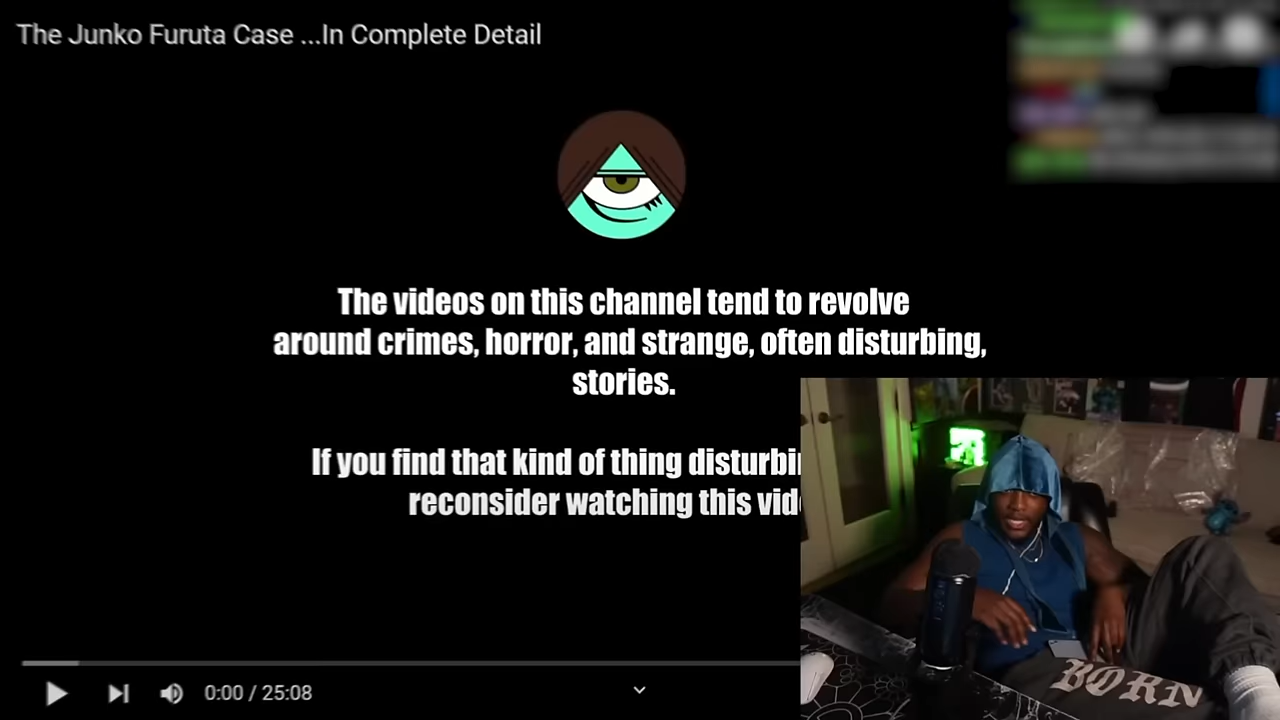 The Junko Furuta Case ...In Complete Detail
The videos on this channel tend to revolve
around crimes, horror, and strange, often disturbing,
stories.
If you find that kind of thing
reconsider watching this
0:00 / 25:08
BORN